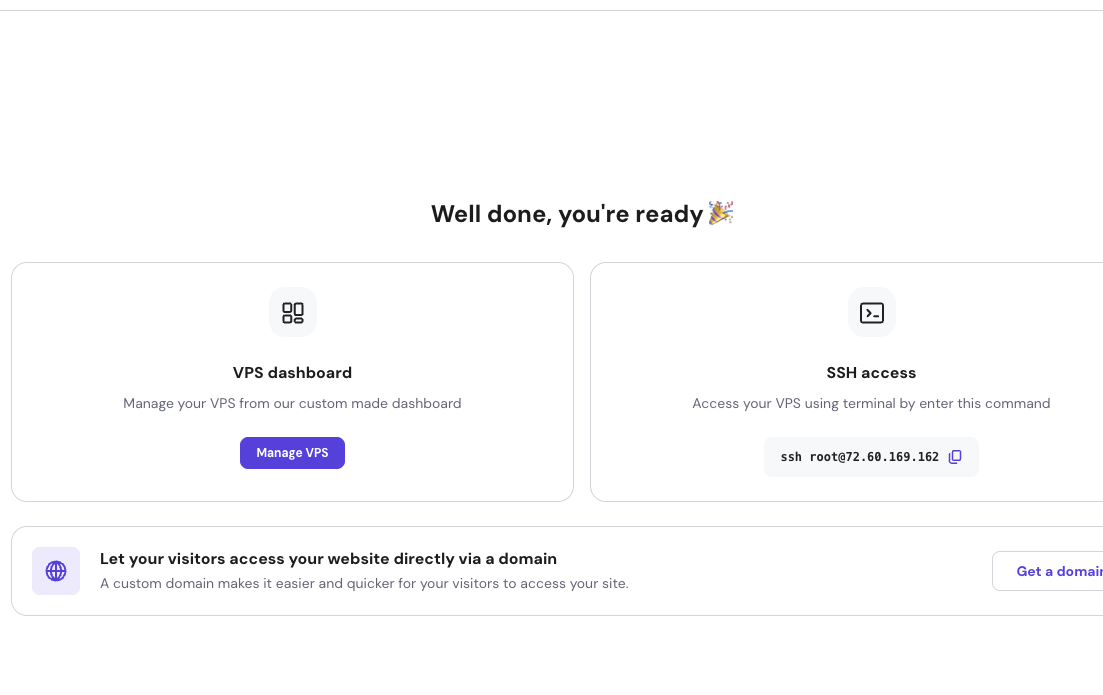 Well done, you're ready 🎉
VPS dashboard
Manage your VPS from our custom made dashboard
Manage VPS
SSH access
Access your VPS using terminal by enter this command
ssh root@72.60.169.162
Let your visitors access your website directly via a domain
A custom domain makes it easier and quicker for your visitors to access your site.
Get a domain